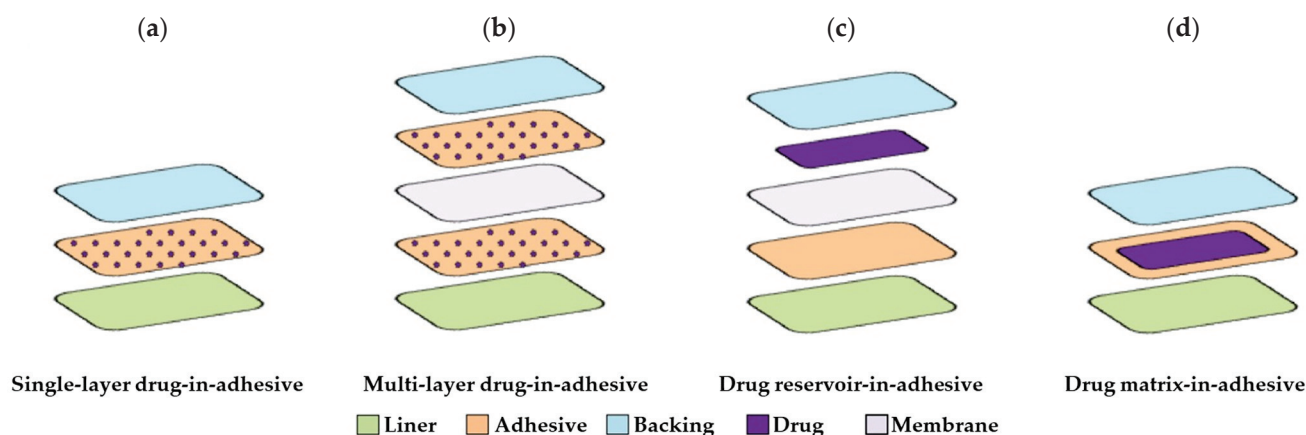 (a) (b) (c) (d)
Single-layer drug-in-adhesive Multi-layer drug-in-adhesive Drug reservoir-in-adhesive Drug matrix-in-adhesive
Liner Adhesive Backing Drug Membrane